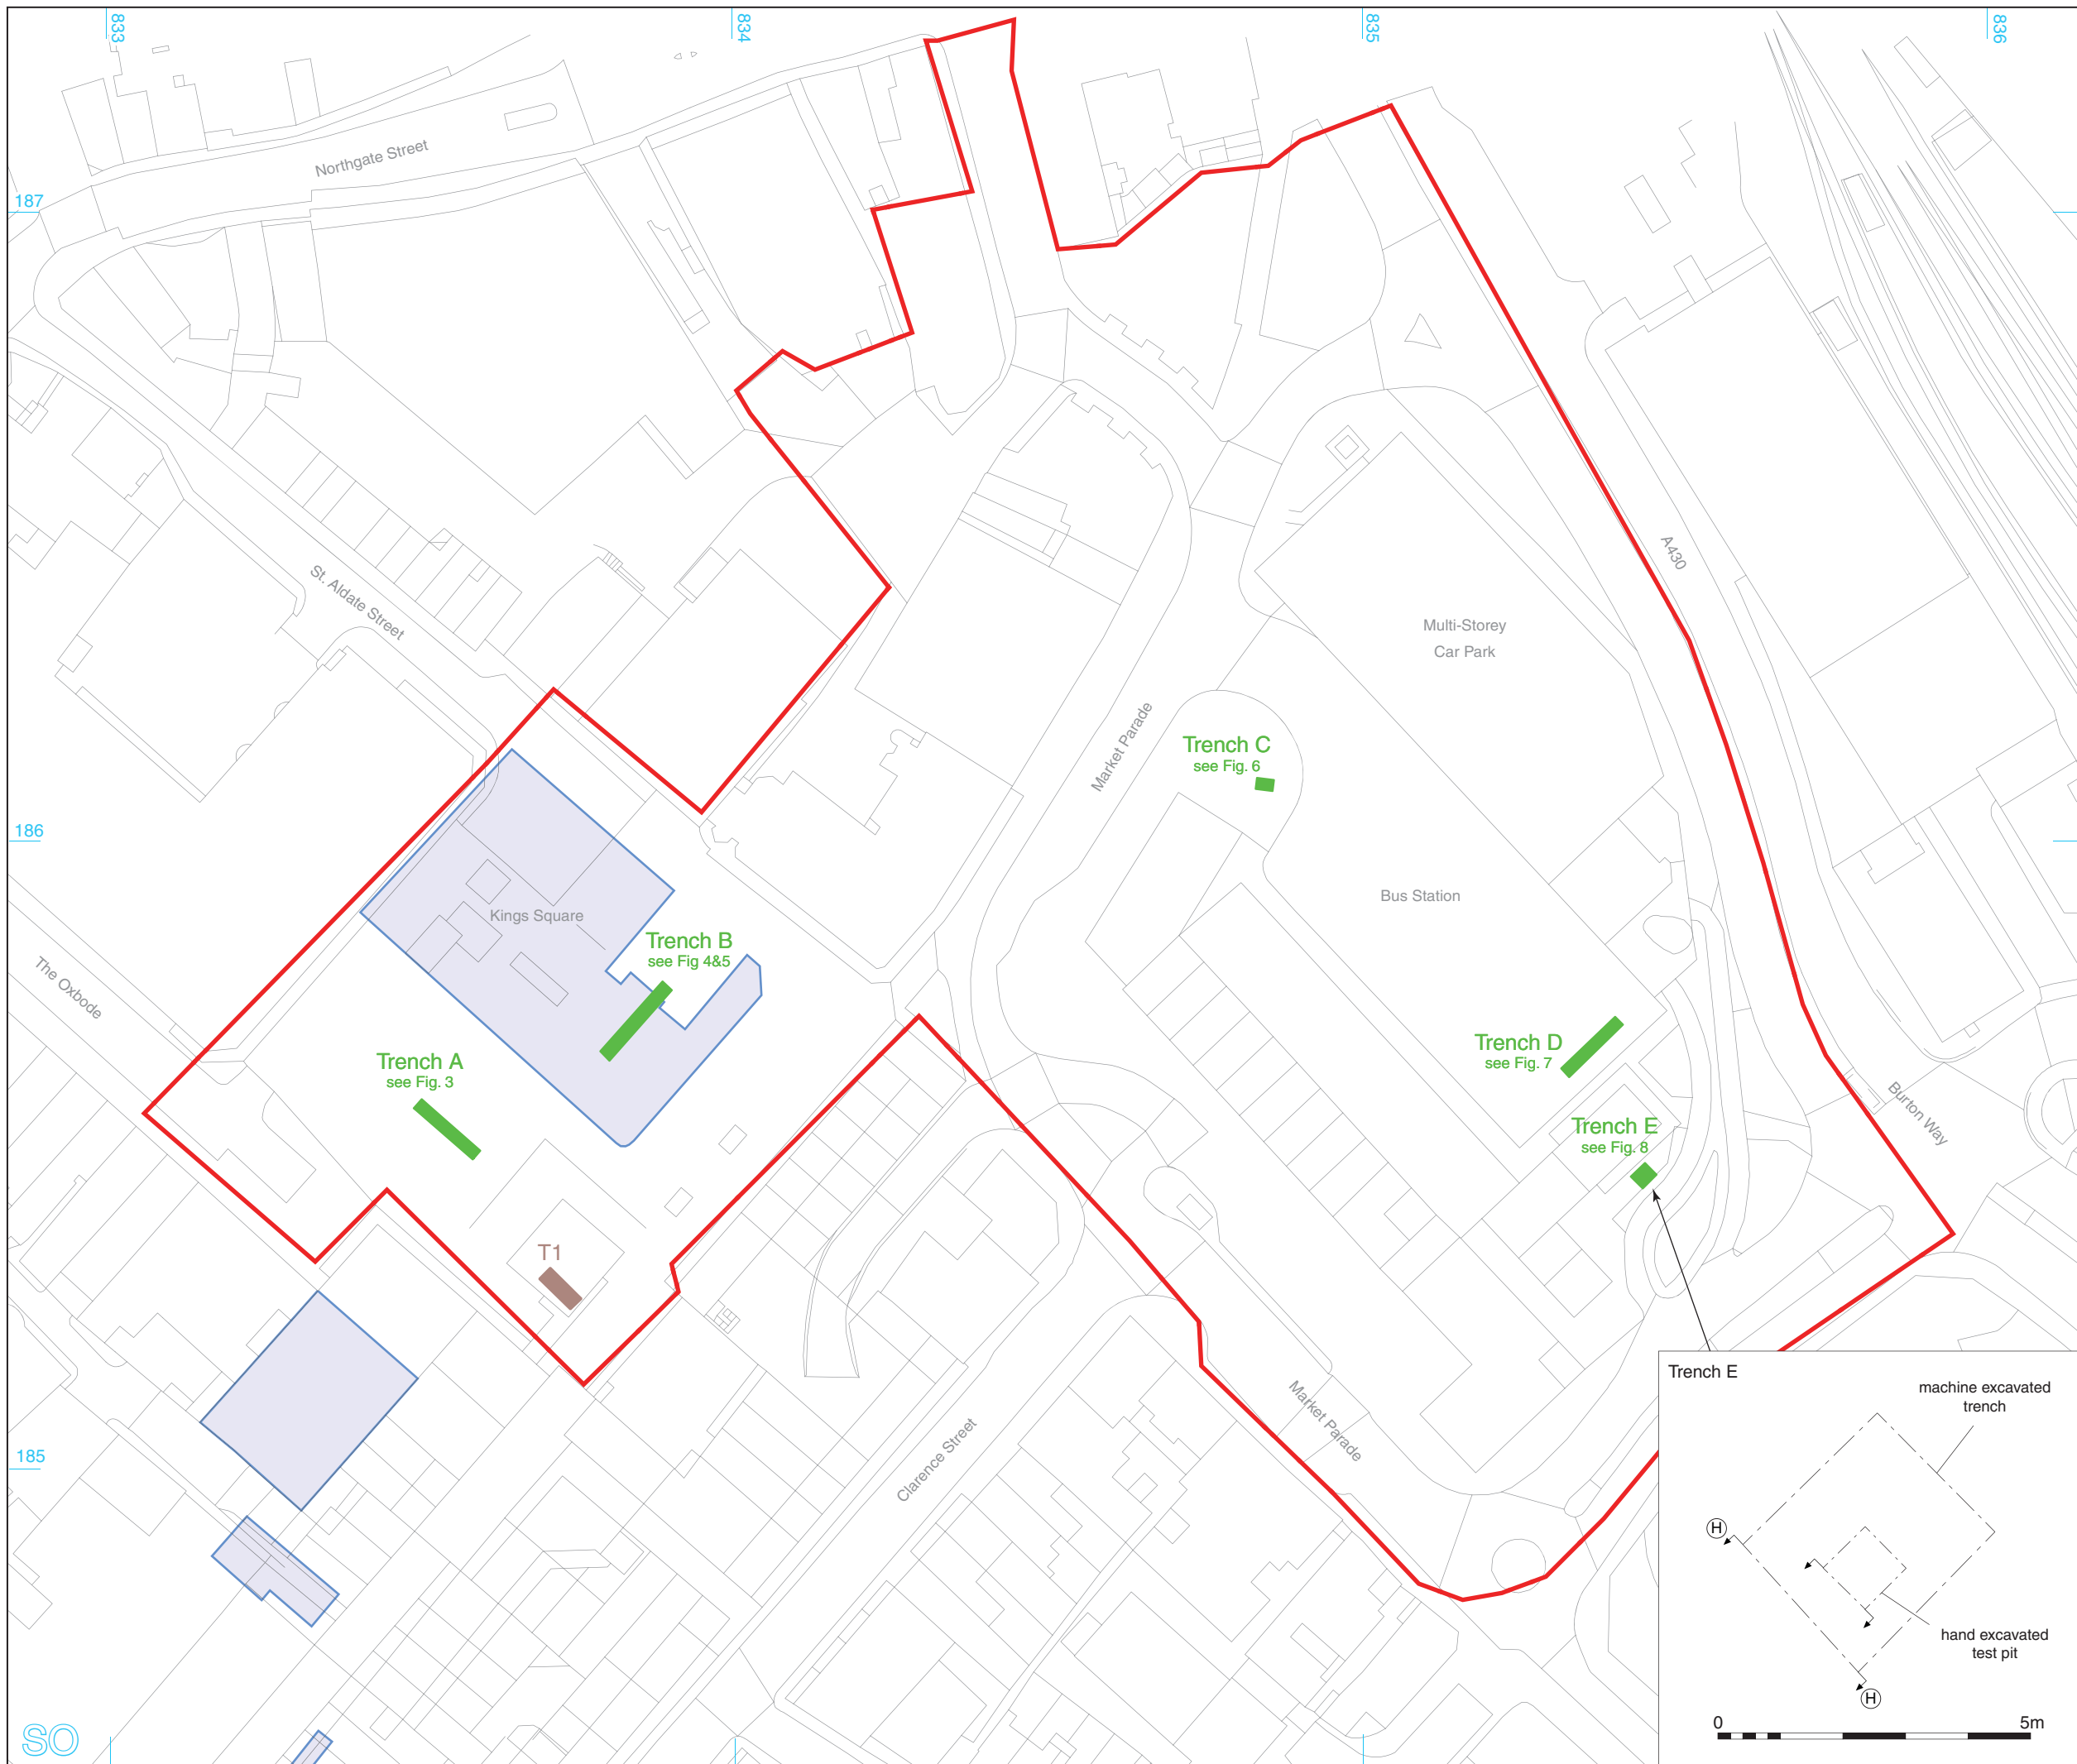 833
834
835
836
187
Northgate Street
A430
St. Aldate Street
Multi-Storey
Car Park
Market Parade
Trench C
see Fig. 6
186
Bus Station
Kings Square
Trench B
see Fig 4&5
The Oxbode
Trench A
see Fig. 3
Trench D
see Fig. 7
Burton Way
Trench E
see Fig. 8
T1
Market Parade
Clarence Street
185
Trench E
machine excavated
trench
H
hand excavated
test pit
H
0 5m
SO